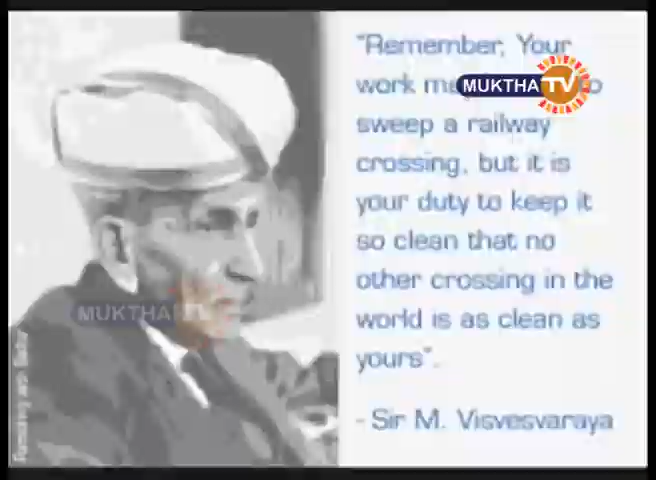 "Remember, Your
work to
MUKTHA TV
sweep a railway
crossing, but it is
your duty to keep it
so clean that no
other crossing in the
world is as clean as
yours".
- Sir M. Visvesvaraya
MUKTHA TV